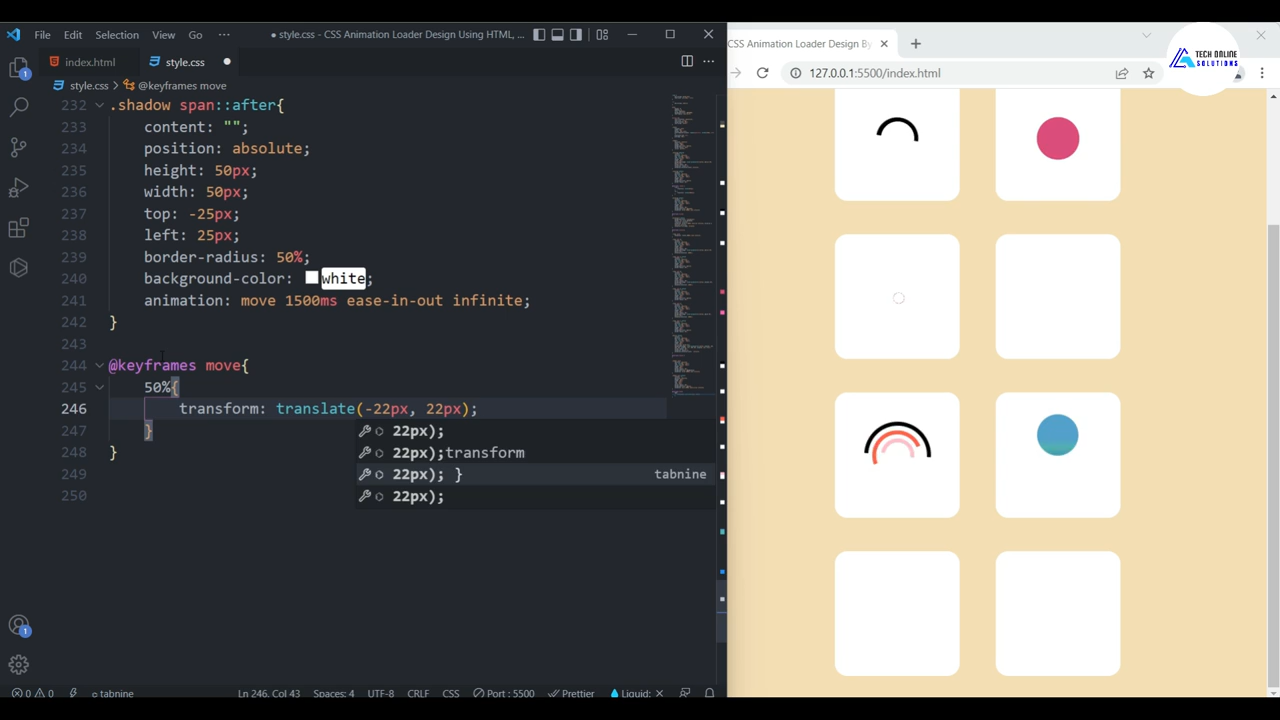 File Edit Selection View Go ··· ● style.css - CSS Animation Loader Design Using HTML, ...
CSS Animation Loader Design By
TECH ONLINE
SOLUTIONS
index.html style.css
127.0.0.1:5500/index.html
style.css > @keyframes move
232 .shadow span::after{
233 content: "";
234 position: absolute;
235 height: 50px;
236 width: 50px;
237 top: -25px;
238 left: 25px;
239 border-radius: 50%;
240 background-color: white;
241 animation: move 1500ms ease-in-out infinite;
242 }
243
244 @keyframes move{
245 50%{
246 transform: translate(-22px, 22px);
247 }
22px);
248 }
22px);transform
249
22px); } tabnine
250
22px);
1
1
0 0 tabnine Ln 246, Col 43 Spaces: 4 UTF-8 CRLF CSS Port : 5500 Prettier Liquid: